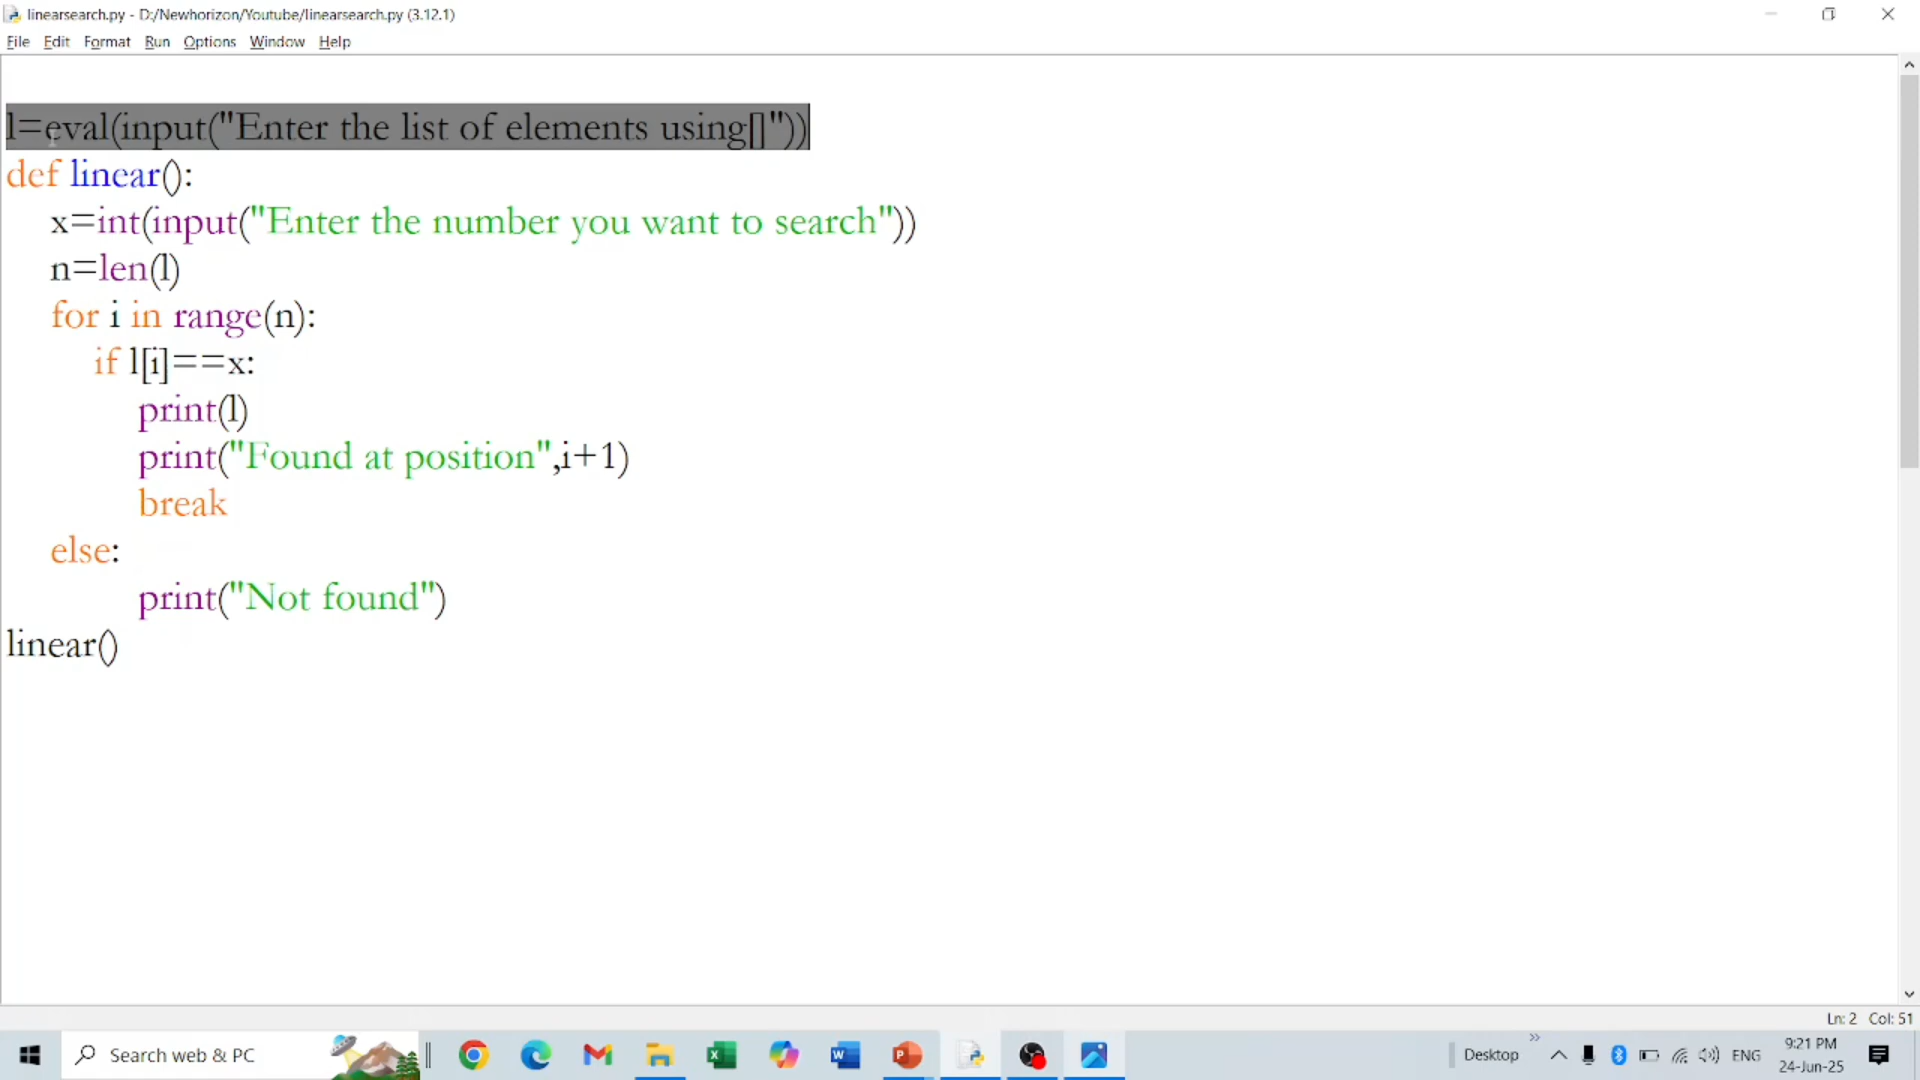 linearsearch.py - D:/Newhorizon/Youtube/linearsearch.py (3.12.1)
File Edit Format Run Options Window Help
l=eval(input("Enter the list of elements using[]"))
def linear():
    x=int(input("Enter the number you want to search"))
    n=len(l)
    for i in range(n):
        if l[i]==x:
            print(l)
            print("Found at position",i+1)
            break
    else:
            print("Not found")
linear()
Ln: 2 Col: 51
Search web & PC
Desktop
ENG
9:21 PM
24-Jun-25